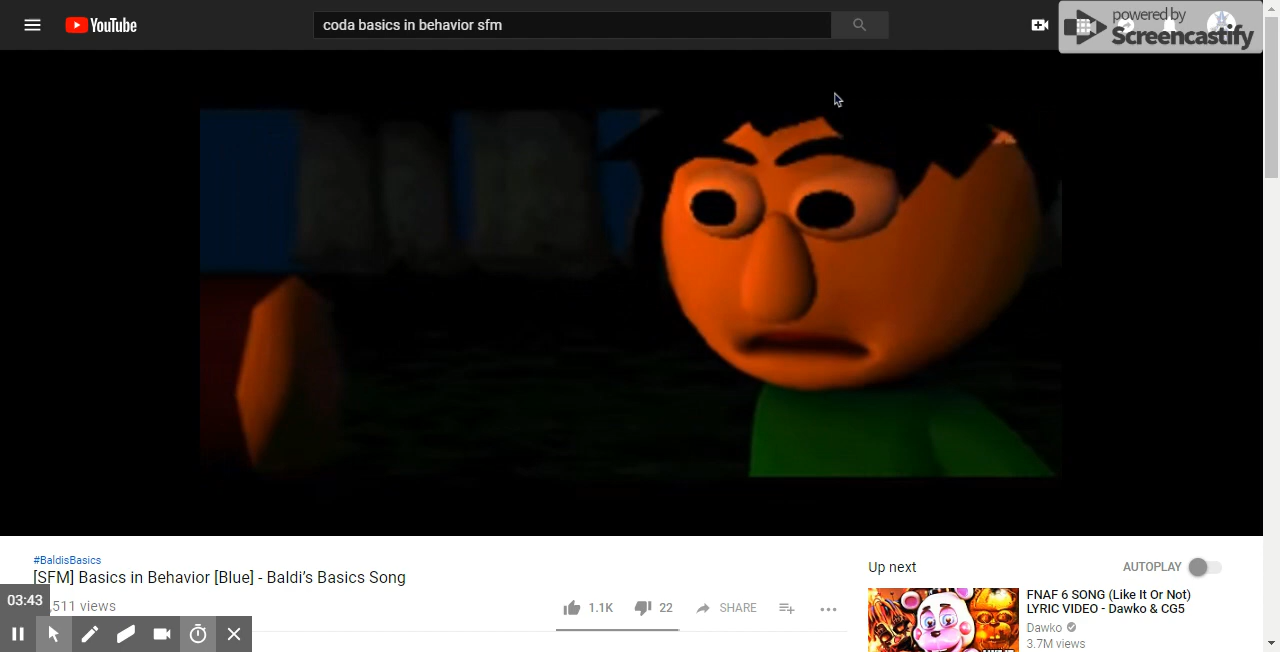 YouTube
coda basics in behavior sfm
powered by
Screencastify
#BaldisBasics
[SFM] Basics in Behavior [Blue] - Baldi's Basics Song
,511 views
1.1K
22
SHARE
03:43
Up next
AUTOPLAY
FNAF 6 SONG (Like It Or Not)
LYRIC VIDEO - Dawko & CG5
Dawko
3.7M views